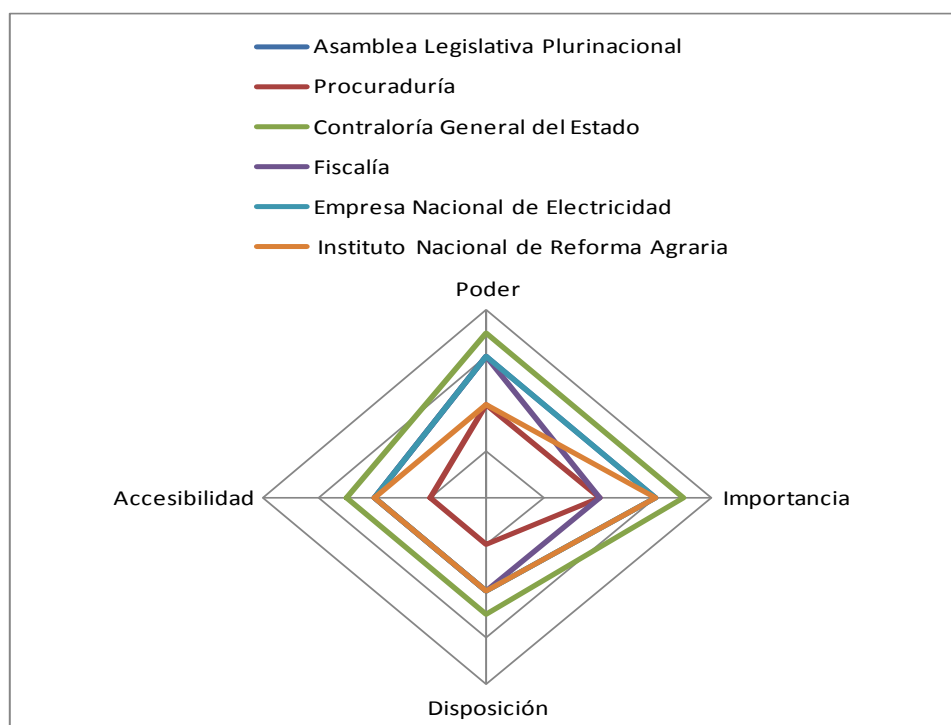 Asamblea Legislativa Plurinacional
Procuraduría
Contraloría General del Estado
Fiscalía
Empresa Nacional de Electricidad
Instituto Nacional de Reforma Agraria
Poder
Accesibilidad
Importancia
Disposición